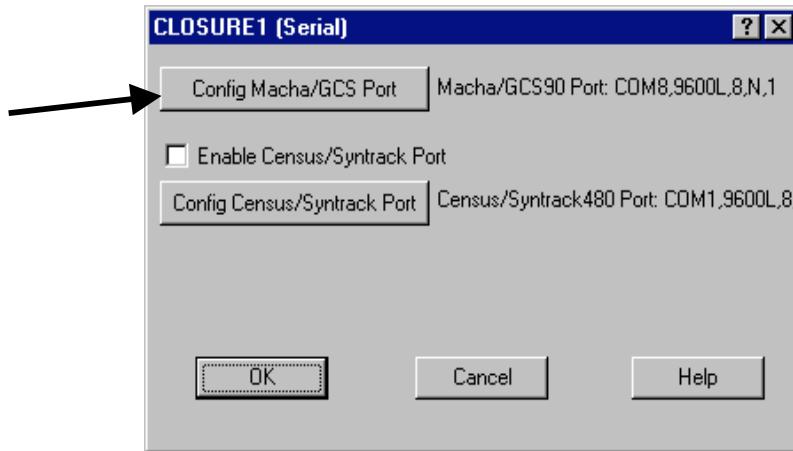 CLOSURE1 (Serial) ? X
Config Macha/GCS Port Macha/GCS90 Port: COM8,9600L,8,N,1
Enable Census/Syntrack Port
Config Census/Syntrack Port Census/Syntrack480 Port: COM1,9600L,8
OK Cancel Help